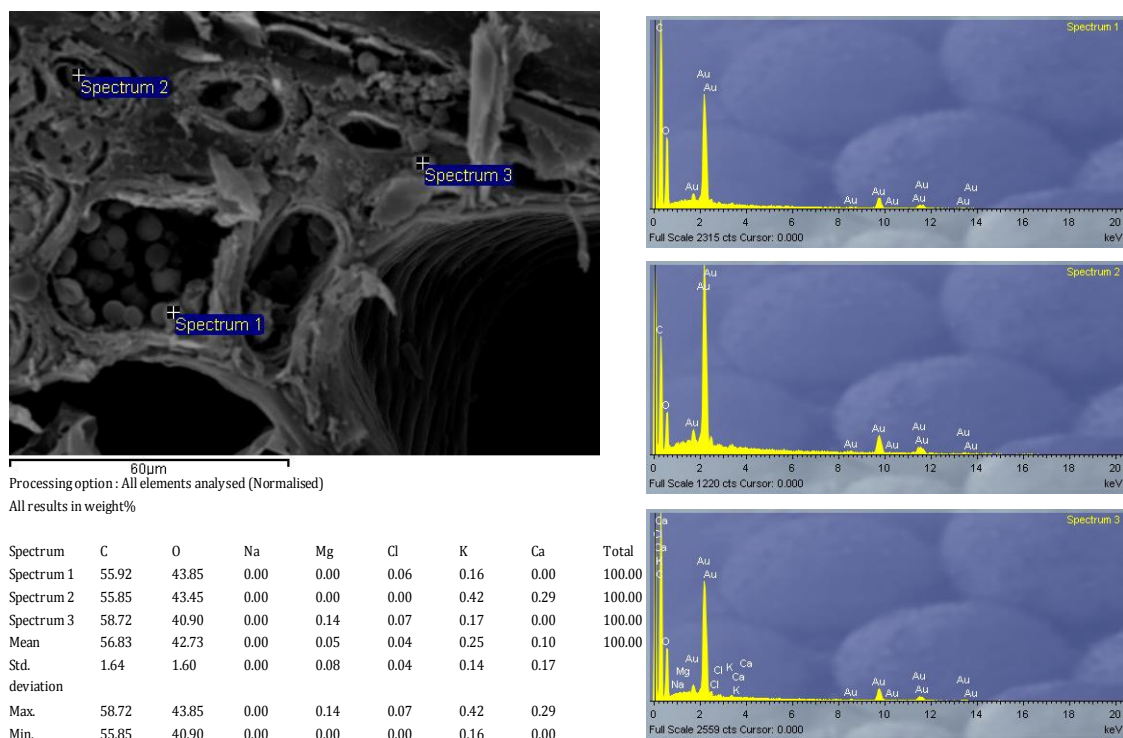 Spectrum 2
Spectrum 3
Spectrum 1
60µm
Processing option : All elements analysed (Normalised)
All results in weight%
Spectrum C O Na Mg Cl K Ca Total
Spectrum 1 55.92 43.85 0.00 0.00 0.06 0.16 0.00 100.00
Spectrum 2 55.85 43.45 0.00 0.00 0.00 0.42 0.29 100.00
Spectrum 3 58.72 40.90 0.00 0.14 0.07 0.17 0.00 100.00
Mean 56.83 42.73 0.00 0.05 0.04 0.25 0.10 100.00
Std. 1.64 1.60 0.00 0.08 0.04 0.14 0.17
deviation
Max. 58.72 43.85 0.00 0.14 0.07 0.42 0.29
Min. 55.85 40.90 0.00 0.00 0.00 0.16 0.00
Spectrum 1
C
Au
Au
O
Au
Au Au Au Au Au Au Au
0 2 4 6 8 10 12 14 16 18 20
Full Scale 2315 cts Cursor: 0.000 keV
Spectrum 2
Au
Au
C
O
Au
Au Au Au Au Au Au Au
0 2 4 6 8 10 12 14 16 18 20
Full Scale 1220 cts Cursor: 0.000 keV
Spectrum 3
Ca
Ca
K
C
Au
Au
O
Au
Mg
Na
Cl K Ca
Cl Ca
K
Au Au Au Au Au Au Au
0 2 4 6 8 10 12 14 16 18 20
Full Scale 2559 cts Cursor: 0.000 keV